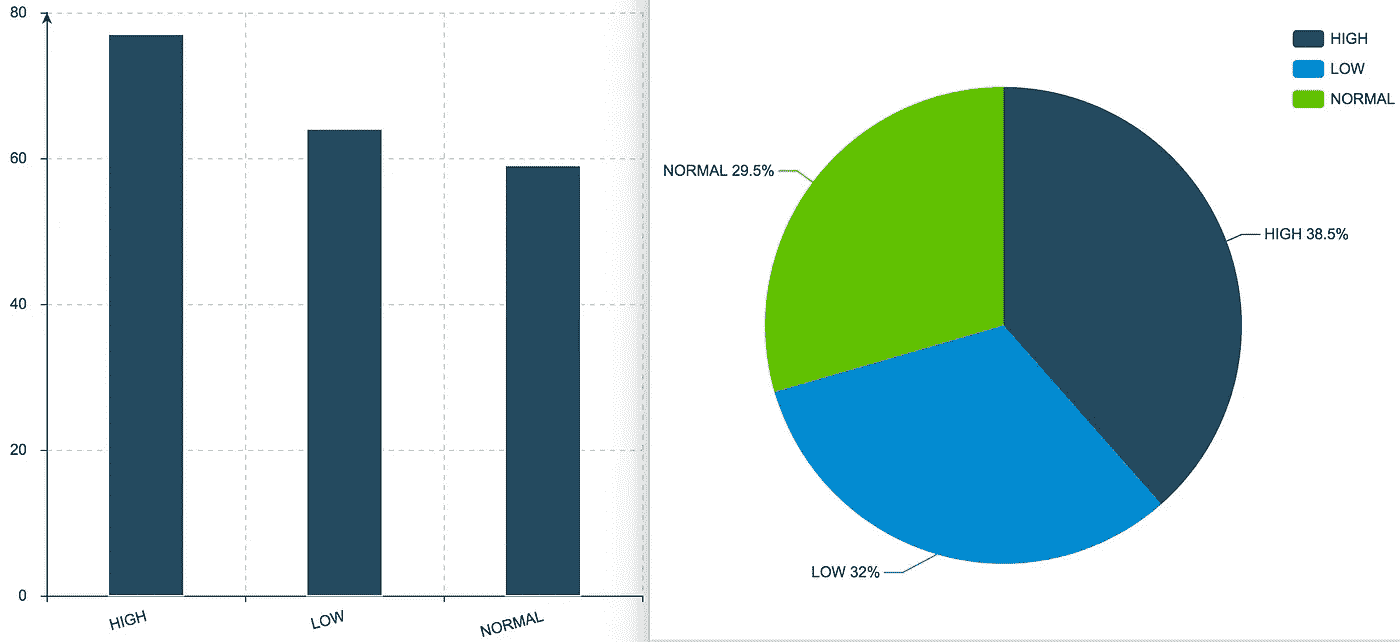 80
60
40
20
0
HIGH
LOW
NORMAL
HIGH
LOW
NORMAL
NORMAL 29.5%
HIGH 38.5%
LOW 32%